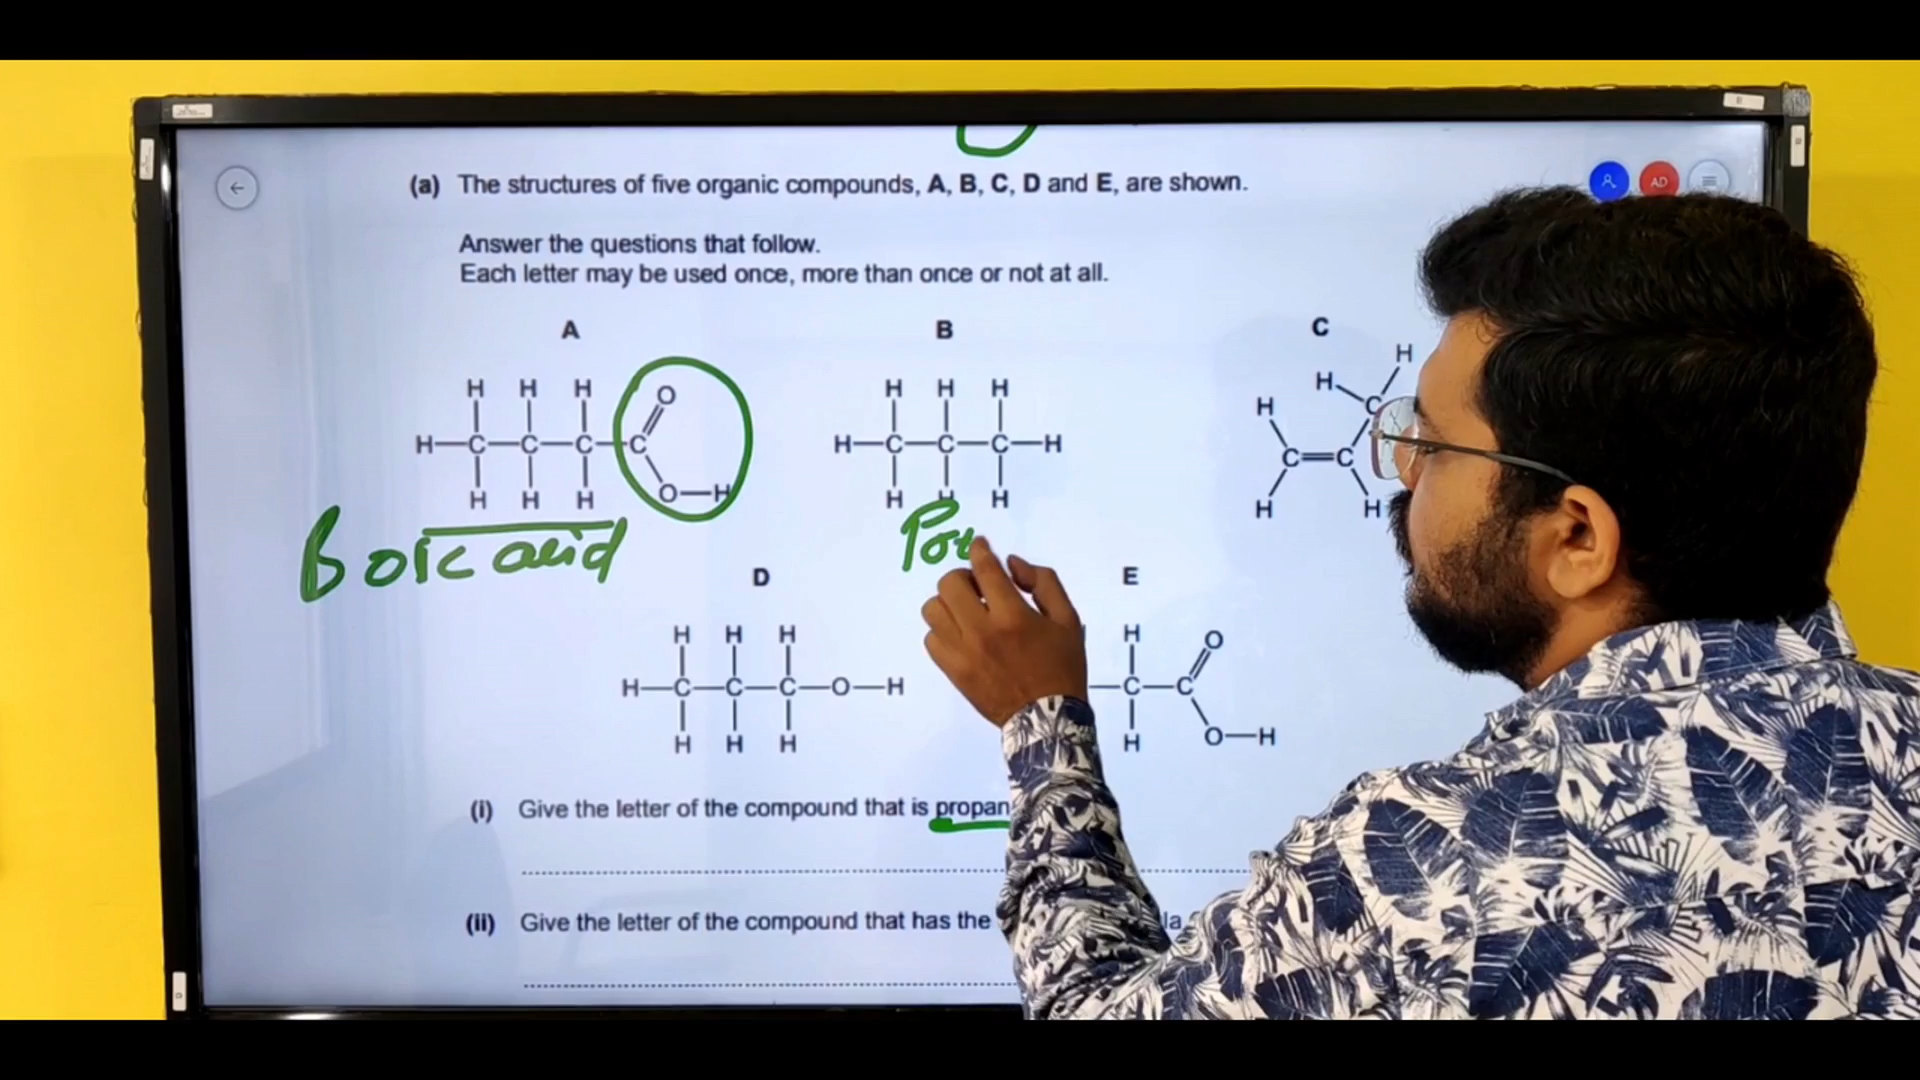 (a) The structures of five organic compounds, A, B, C, D and E, are shown.
AD
Answer the questions that follow.
Each letter may be used once, more than once or not at all.
A B C
H H H O
H C C C C
H H H O H
H H H
H C C C H
H H H
H
H C
H
C C
H H
acid
D E
H H H
H C C C O H
H H H
H O
C C
H O H
(i) Give the letter of the compound that is propan
(ii) Give the letter of the compound that has the